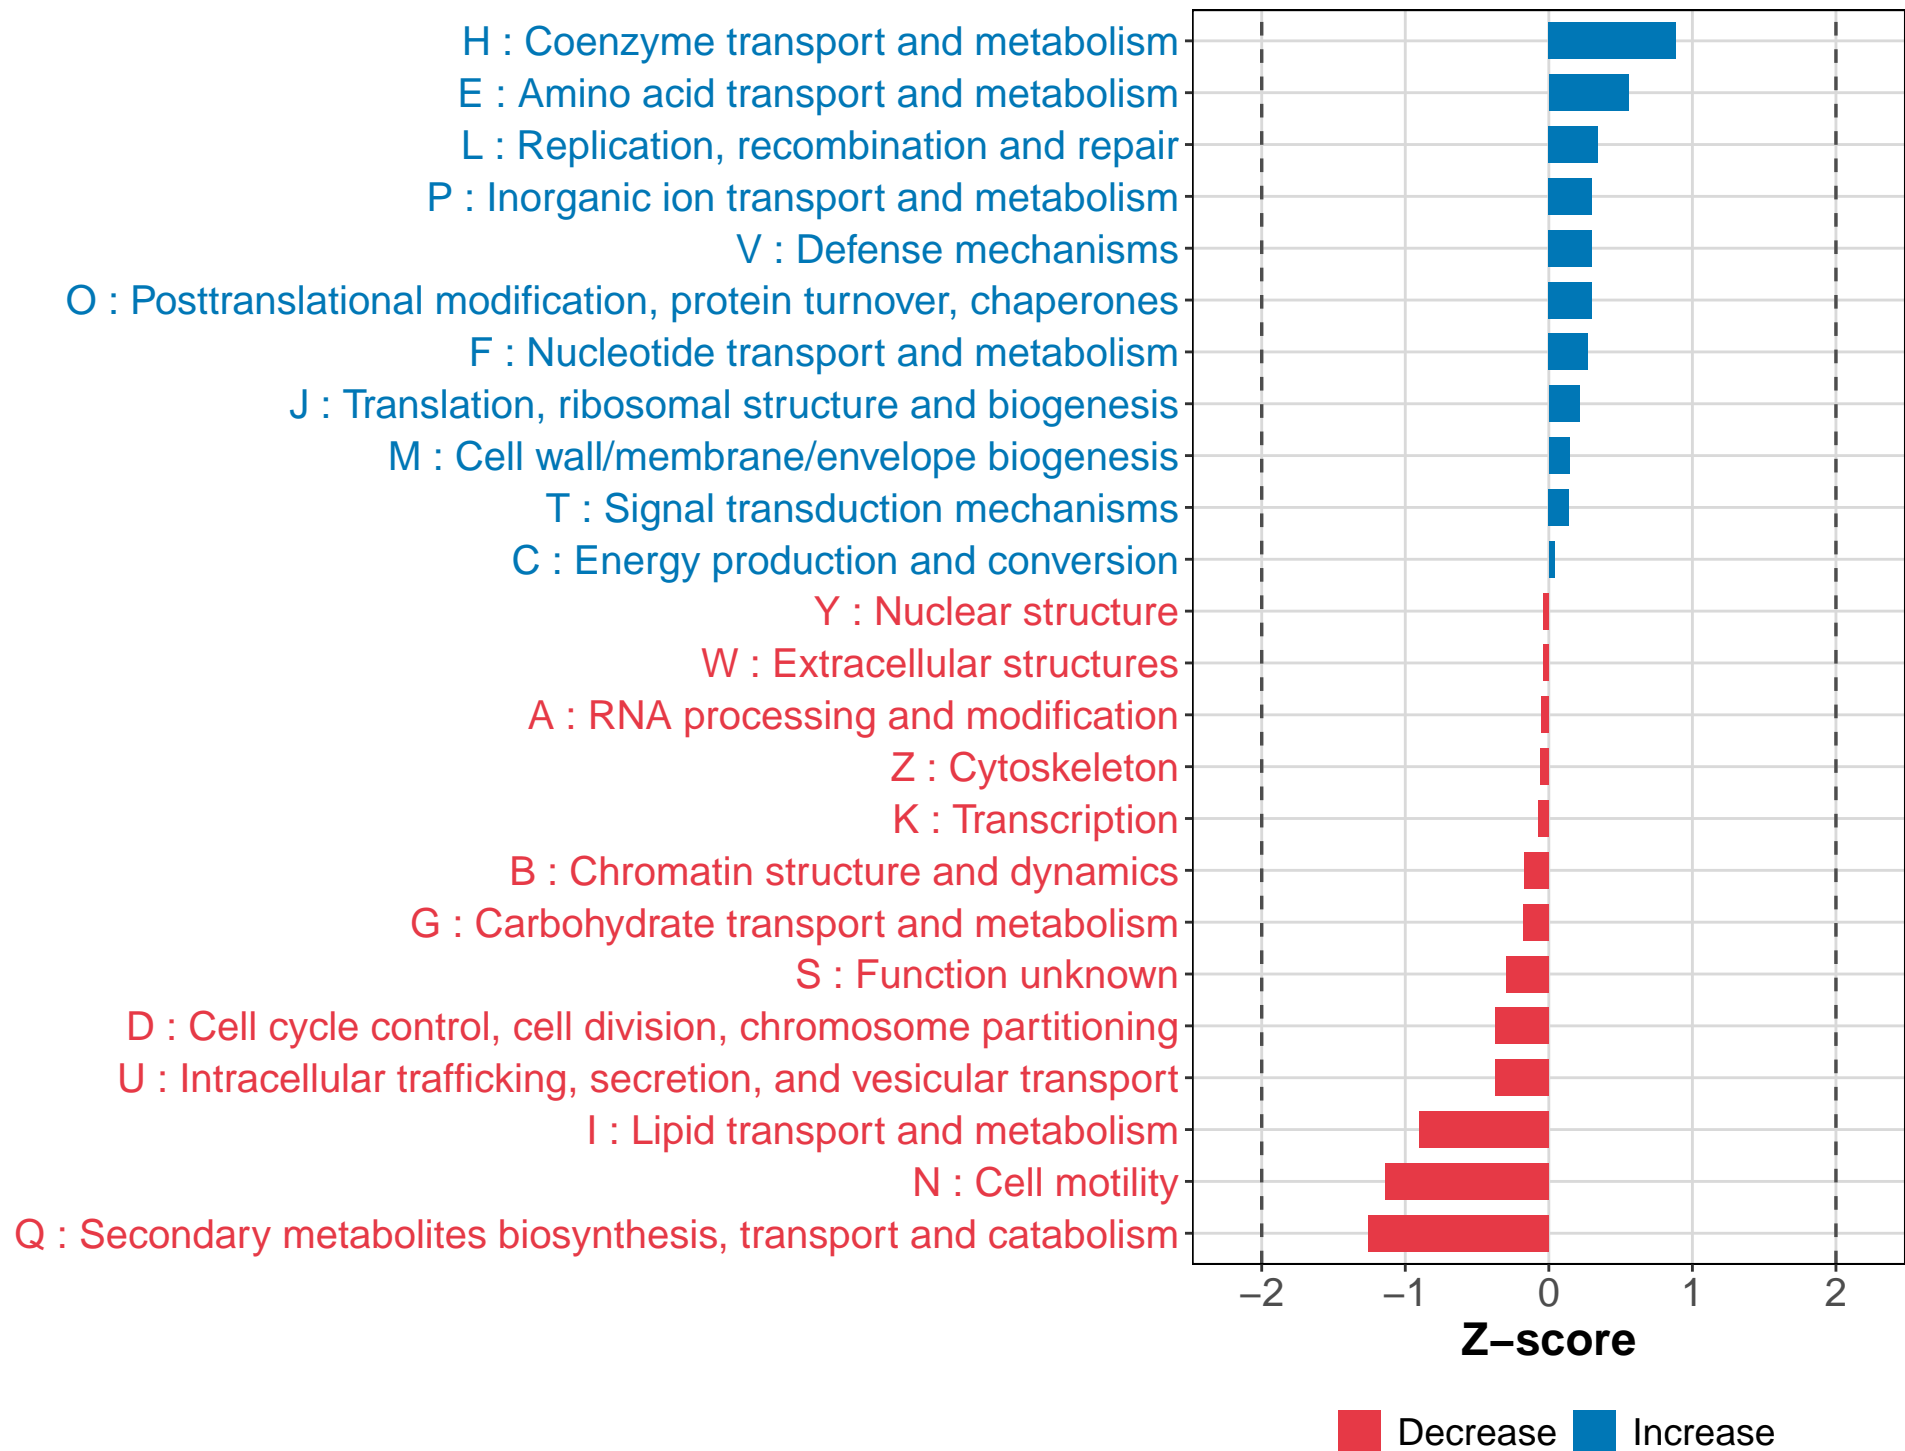 H : Coenzyme transport and metabolism
E : Amino acid transport and metabolism
L : Replication, recombination and repair
P : Inorganic ion transport and metabolism
V : Defense mechanisms
O : Posttranslational modification, protein turnover, chaperones
F : Nucleotide transport and metabolism
J : Translation, ribosomal structure and biogenesis
M : Cell wall/membrane/envelope biogenesis
T : Signal transduction mechanisms
C : Energy production and conversion
Y : Nuclear structure
W : Extracellular structures
A : RNA processing and modification
Z : Cytoskeleton
K : Transcription
B : Chromatin structure and dynamics
G : Carbohydrate transport and metabolism
S : Function unknown
D : Cell cycle control, cell division, chromosome partitioning
U : Intracellular trafficking, secretion, and vesicular transport
I : Lipid transport and metabolism
N : Cell motility
Q : Secondary metabolites biosynthesis, transport and catabolism
−2 −1 0 1 2
Z−score
Decrease Increase